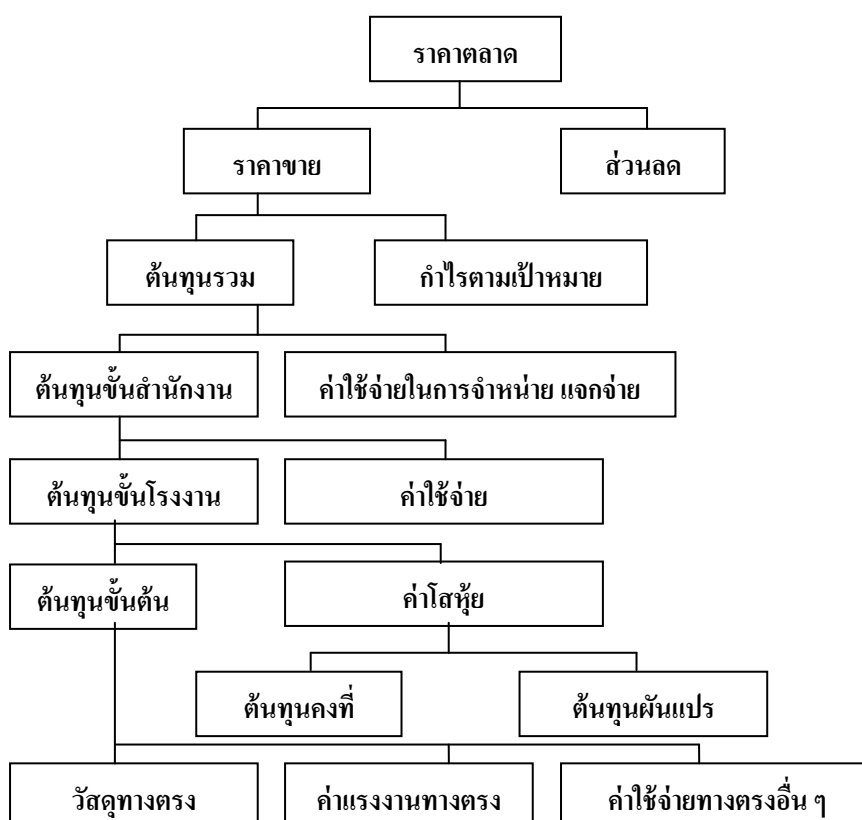 ราคาตลาด
ราคาขาย
ส่วนลด
ต้นทุนรวม
กำไรตามเป้าหมาย
ต้นทุนขั้นสำนักงาน
ค่าใช้จ่ายในการจำหน่าย แจกจ่าย
ต้นทุนขั้นโรงงาน
ค่าใช้จ่าย
ต้นทุนขั้นต้น
ค่าโสหุ้ย
ต้นทุนคงที่
ต้นทุนผันแปร
วัสดุทางตรง
ค่าแรงงานทางตรง
ค่าใช้จ่ายทางตรงอื่น ๆ